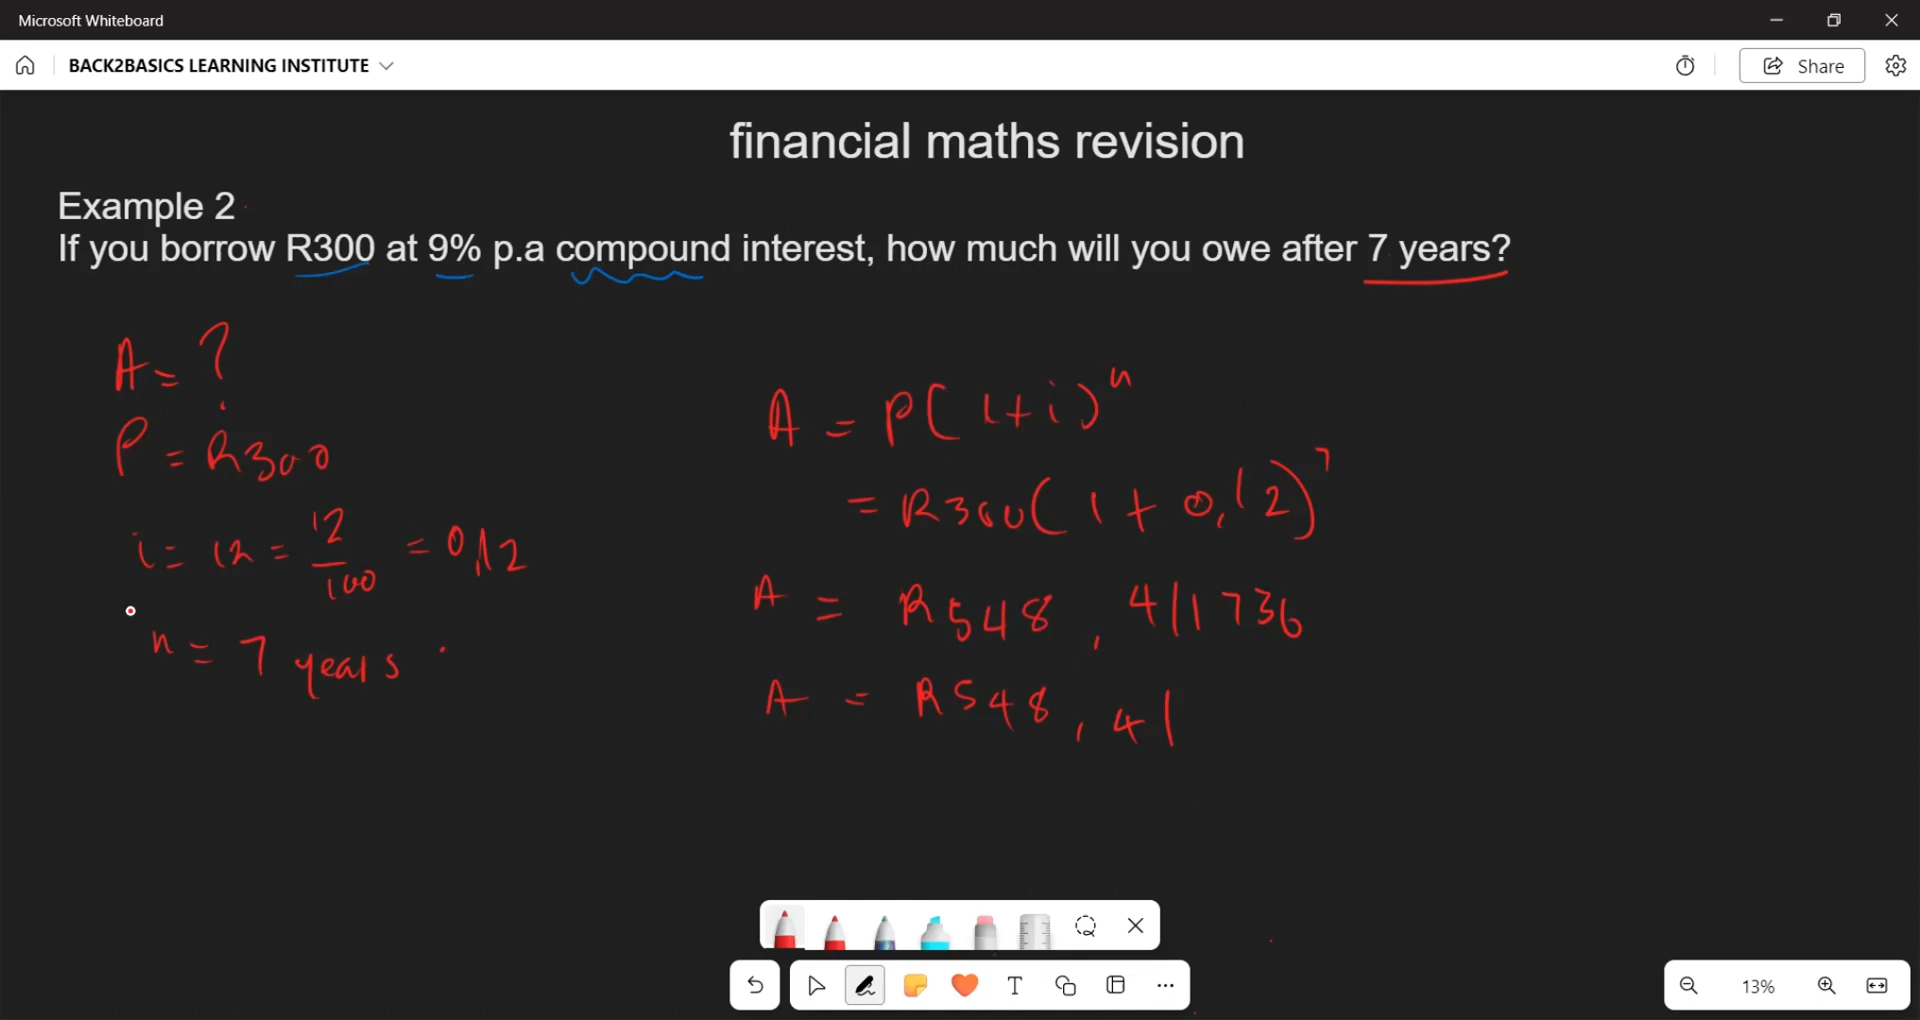 Microsoft Whiteboard
BACK2BASICS LEARNING INSTITUTE
Share
financial maths revision
Example 2
If you borrow R300 at 9% p.a compound interest, how much will you owe after 7 years?
A = ?
P = R300
i = 12 = 12/100 = 0,12
n = 7 years
A = P(1+i)^n
= R300(1 + 0,12)^7
A = R548,411736
A = R548,41
13%